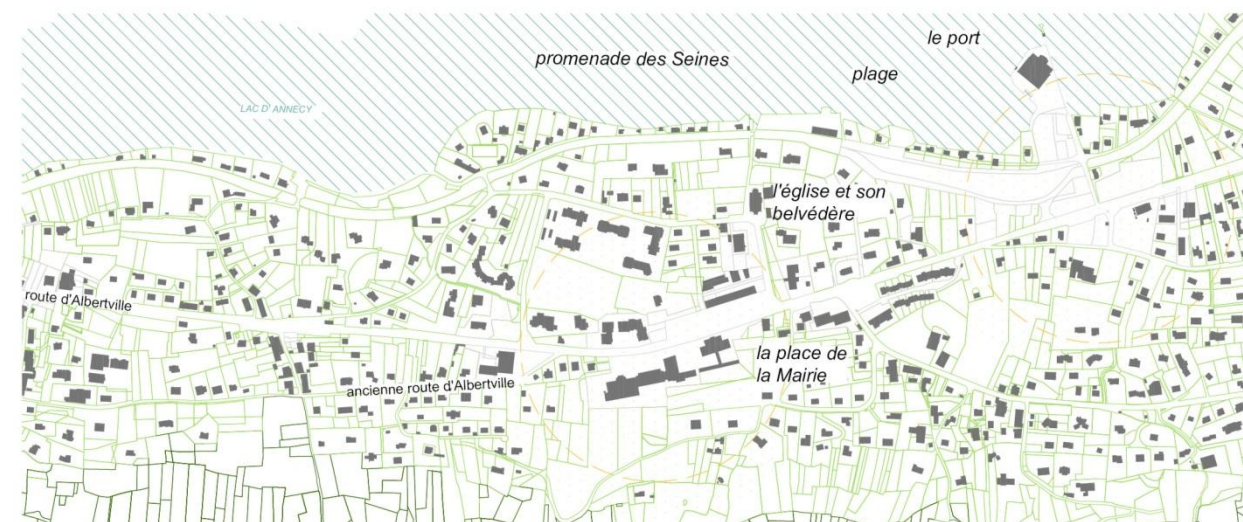 le port
promenade des Seines
plage
LAC D'ANNECY
l'église et son
belvédère
route d'Albertville
la place de
la Mairie
ancienne route d'Albertville